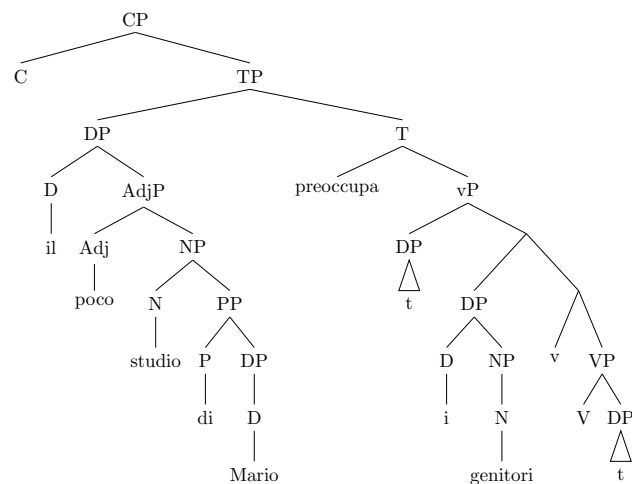 CP
C TP
DP T
D AdjP preoccupa vP
il Adj NP DP
poco N PP t DP
studio P DP D NP v VP
di D i N V DP
Mario genitori t